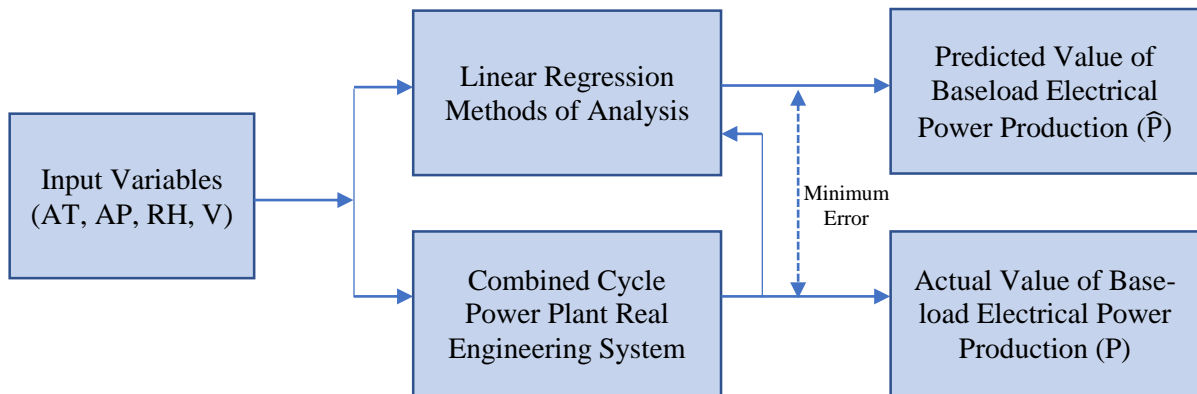 Input Variables
(AT, AP, RH, V)
Linear Regression
Methods of Analysis
Predicted Value of
Baseload Electrical
Power Production (P̂)
Minimum
Error
Combined Cycle
Power Plant Real
Engineering System
Actual Value of Base-
load Electrical Power
Production (P)